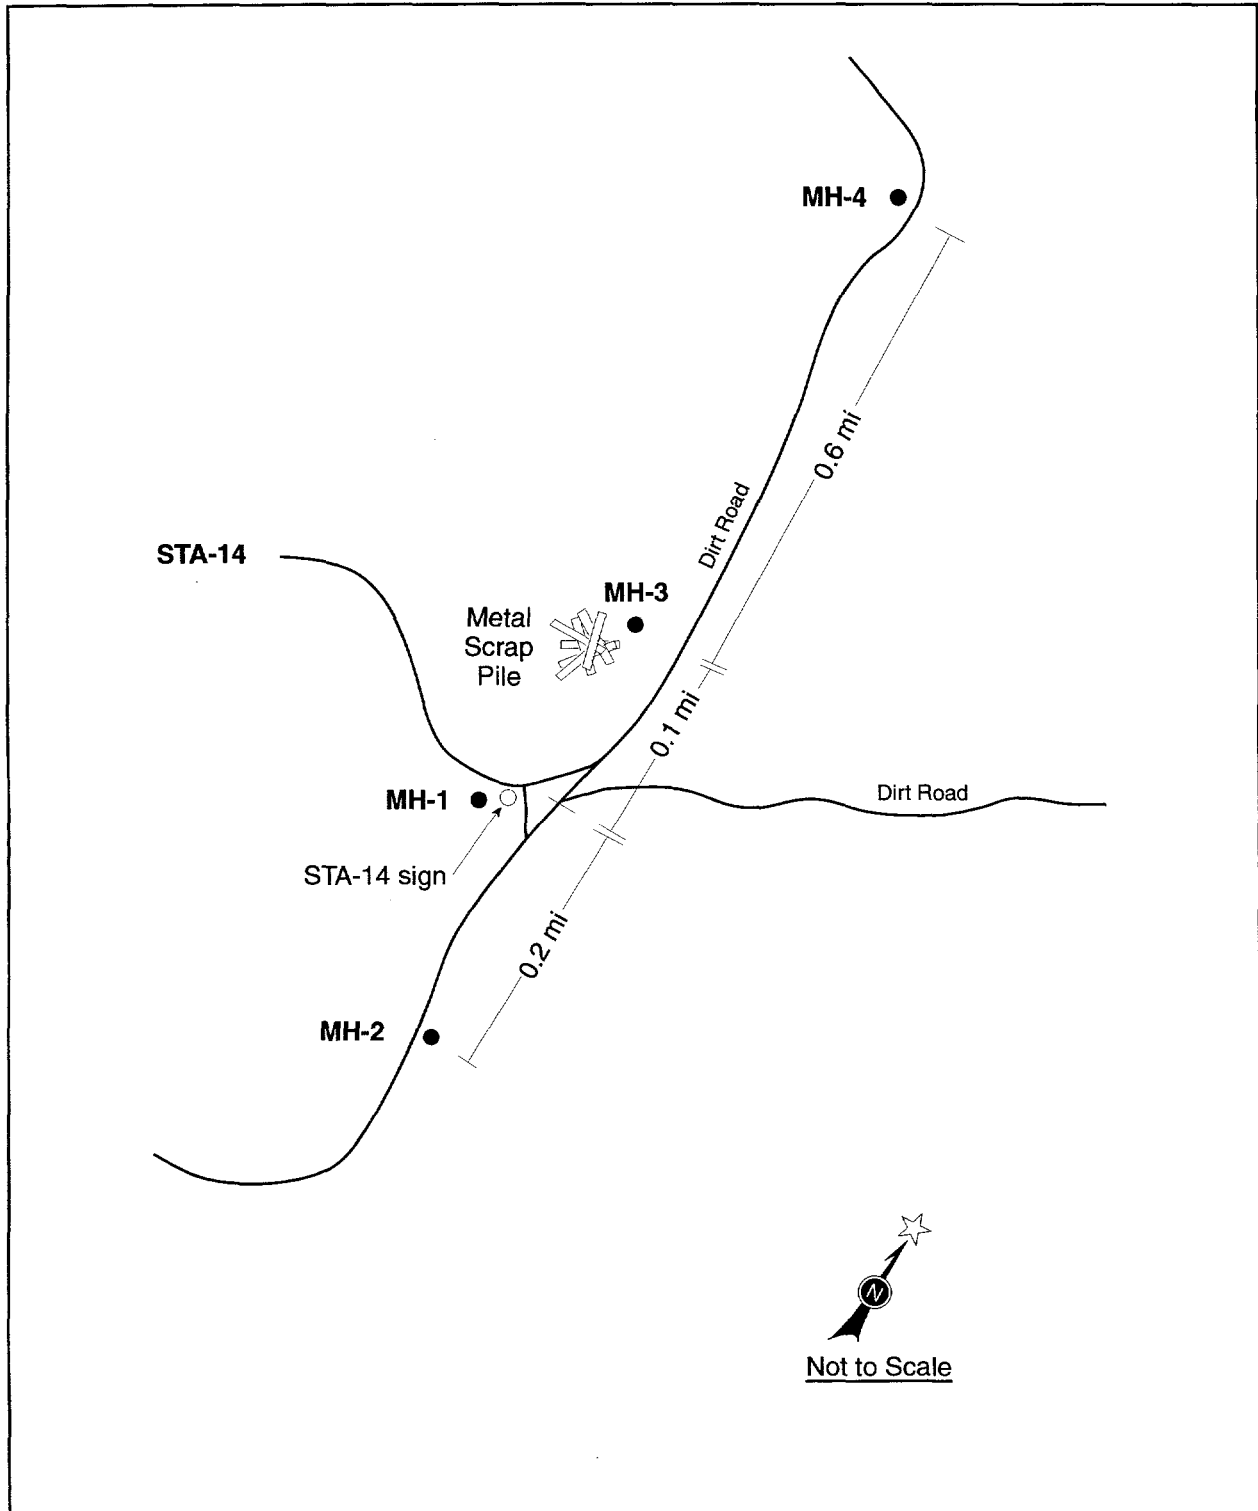 MH-4
0.6 mi
Dirt Road
STA-14
MH-3
Metal
Scrap
Pile
0.1 mi
MH-1
Dirt Road
STA-14 sign
0.2 mi
MH-2
N
Not to Scale